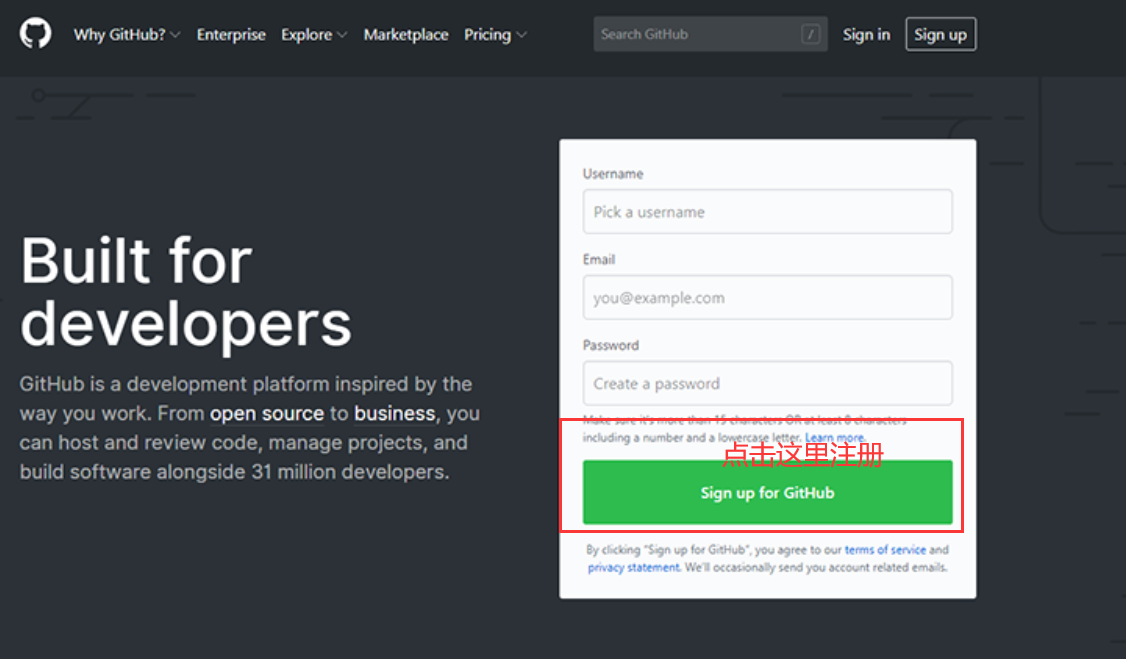 Why GitHub? Enterprise Explore Marketplace Pricing Search GitHub / Sign in Sign up
Built for
developers
GitHub is a development platform inspired by the
way you work. From open source to business, you
can host and review code, manage projects, and
build software alongside 31 million developers.
Username
Pick a username
Email
you@example.com
Password
Create a password
Make sure it's more than 15 characters OR at least 8 characters
including a number and a lowercase letter. Learn more.
点击这里注册
Sign up for GitHub
By clicking "Sign up for GitHub", you agree to our terms of service and
privacy statement. We'll occasionally send you account related emails.